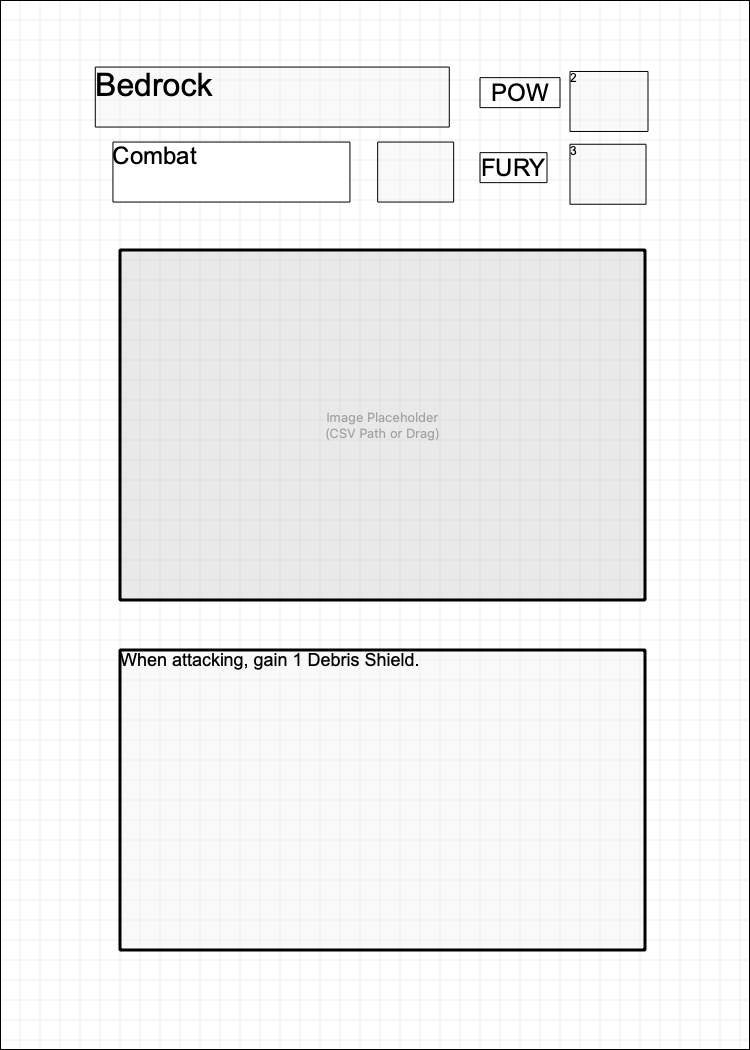 Bedrock
POW
2
Combat
FURY
3
Image Placeholder
(CSV Path or Drag)
When attacking, gain 1 Debris Shield.